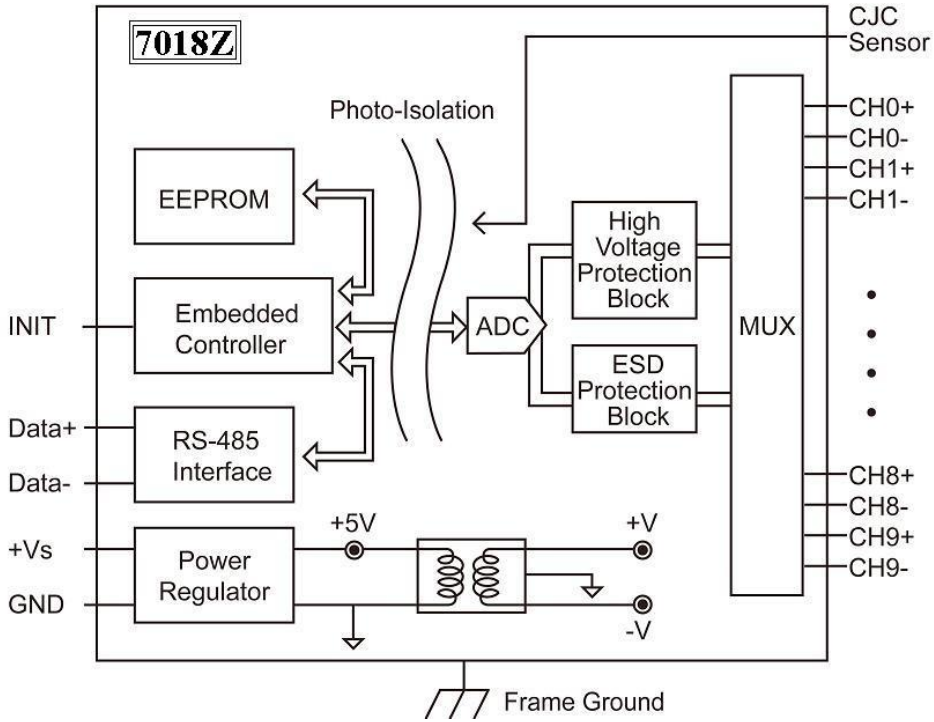 7018Z
CJC
Sensor
Photo-Isolation
EEPROM
Embedded
Controller
RS-485
Interface
Power
Regulator
INIT
Data+
Data-
+Vs
GND
+5V
+V
-V
ADC
High
Voltage
Protection
Block
ESD
Protection
Block
MUX
CH0+
CH0-
CH1+
CH1-
CH8+
CH8-
CH9+
CH9-
Frame Ground